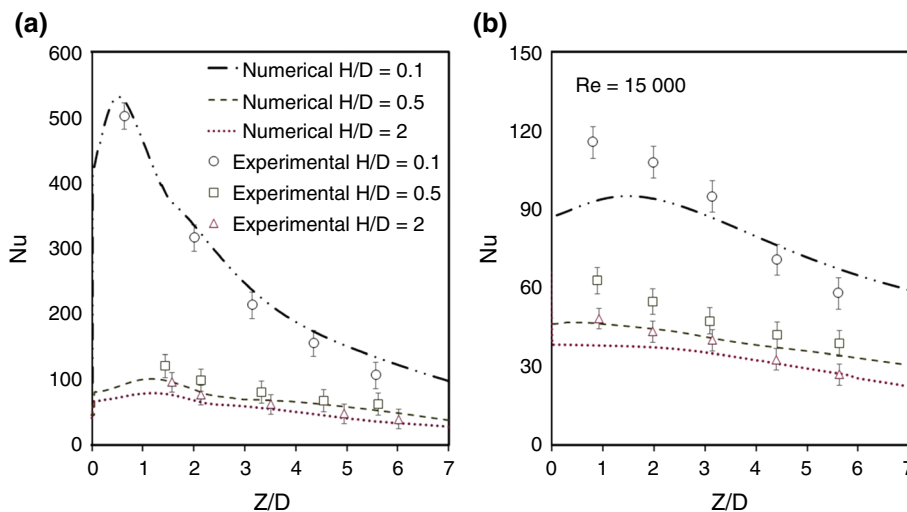 (a)
600
500
400
300
200
100
0
Nu
0 1 2 3 4 5 6 7
Z/D
Numerical H/D = 0.1
Numerical H/D = 0.5
Numerical H/D = 2
Experimental H/D = 0.1
Experimental H/D = 0.5
Experimental H/D = 2
(b)
150
120
90
60
30
0
Nu
Re = 15 000
0 1 2 3 4 5 6 7
Z/D